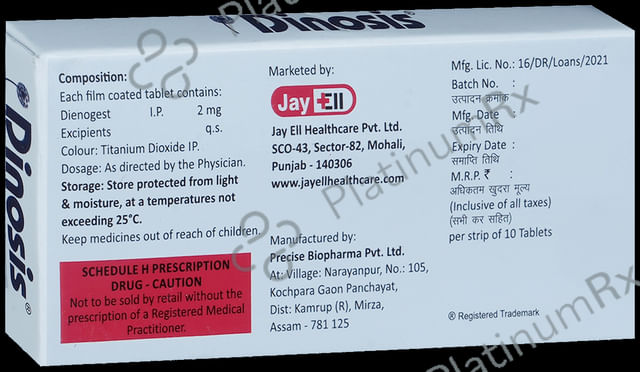 Dinosis®
Dinosis®
Composition:
Each film coated tablet contains:
Dienogest I.P. 2 mg
Excipients q.s.
Colour: Titanium Dioxide IP.
Dosage: As directed by the Physician.
Storage: Store protected from light
& moisture, at a temperatures not
exceeding 25°C.
Keep medicines out of reach of children.
SCHEDULE H PRESCRIPTION
DRUG - CAUTION
Not to be sold by retail without the
prescription of a Registered Medical
Practitioner.
Marketed by:
Jay Ell
Jay Ell Healthcare Pvt. Ltd.
SCO-43, Sector-82, Mohali,
Punjab - 140306
www.jayellhealthcare.com
Manufactured by:
Precise Biopharma Pvt. Ltd.
At: Village: Narayanpur, No.: 105,
Kochpara Gaon Panchayat,
Dist: Kamrup (R), Mirza,
Assam - 781 125
Mfg. Lic. No.: 16/DR/Loans/2021
Batch No. :
उत्पादन क्रमांक
Mfg. Date :
उत्पादन तिथि
Expiry Date :
समाप्ति तिथि
M.R.P. ₹ :
अधिकतम खुदरा मूल्य
(Inclusive of all taxes)
(सभी कर सहित)
per strip of 10 Tablets
® Registered Trademark
PlatinumRx
PlatinumRx
PlatinumRx